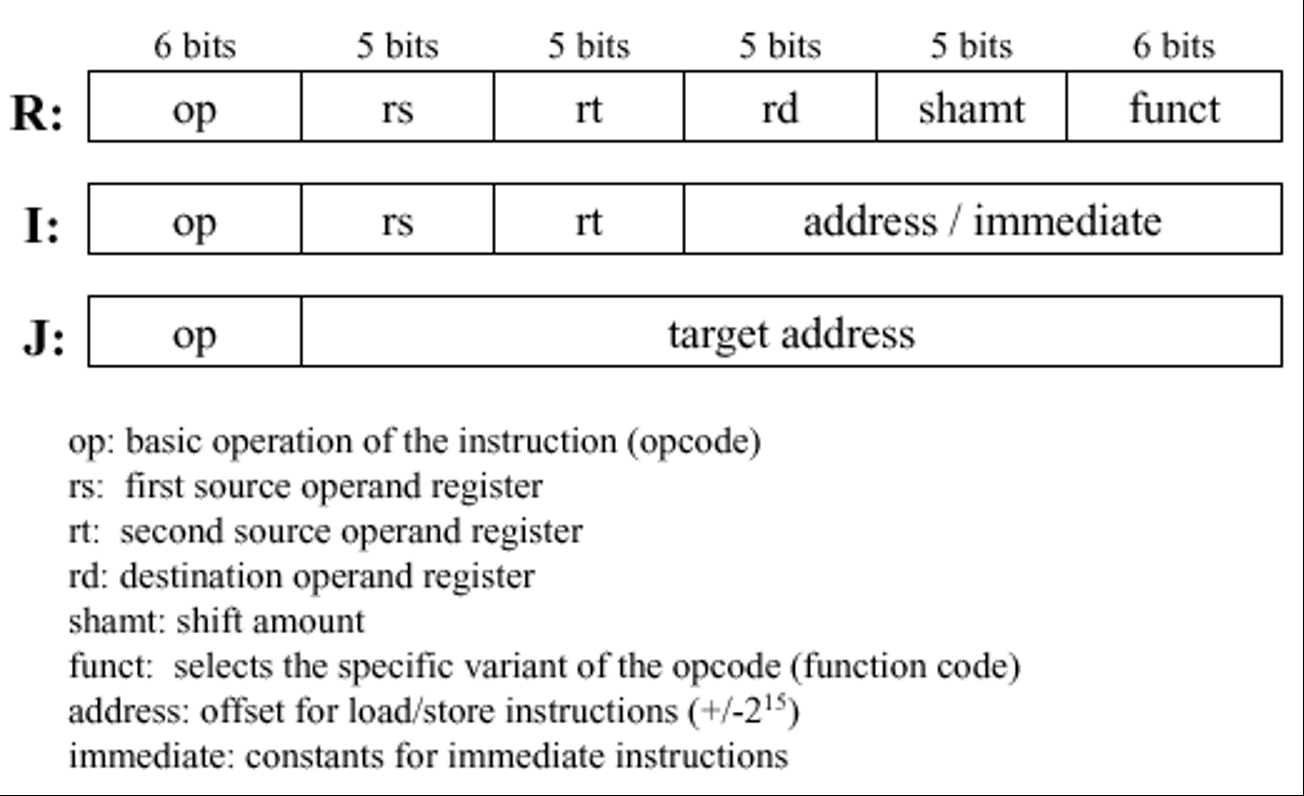 6 bits 5 bits 5 bits 5 bits 5 bits 6 bits
R: op rs rt rd shamt funct
I: op rs rt address / immediate
J: op target address
op: basic operation of the instruction (opcode)
rs: first source operand register
rt: second source operand register
rd: destination operand register
shamt: shift amount
funct: selects the specific variant of the opcode (function code)
address: offset for load/store instructions (+/-2¹⁵)
immediate: constants for immediate instructions